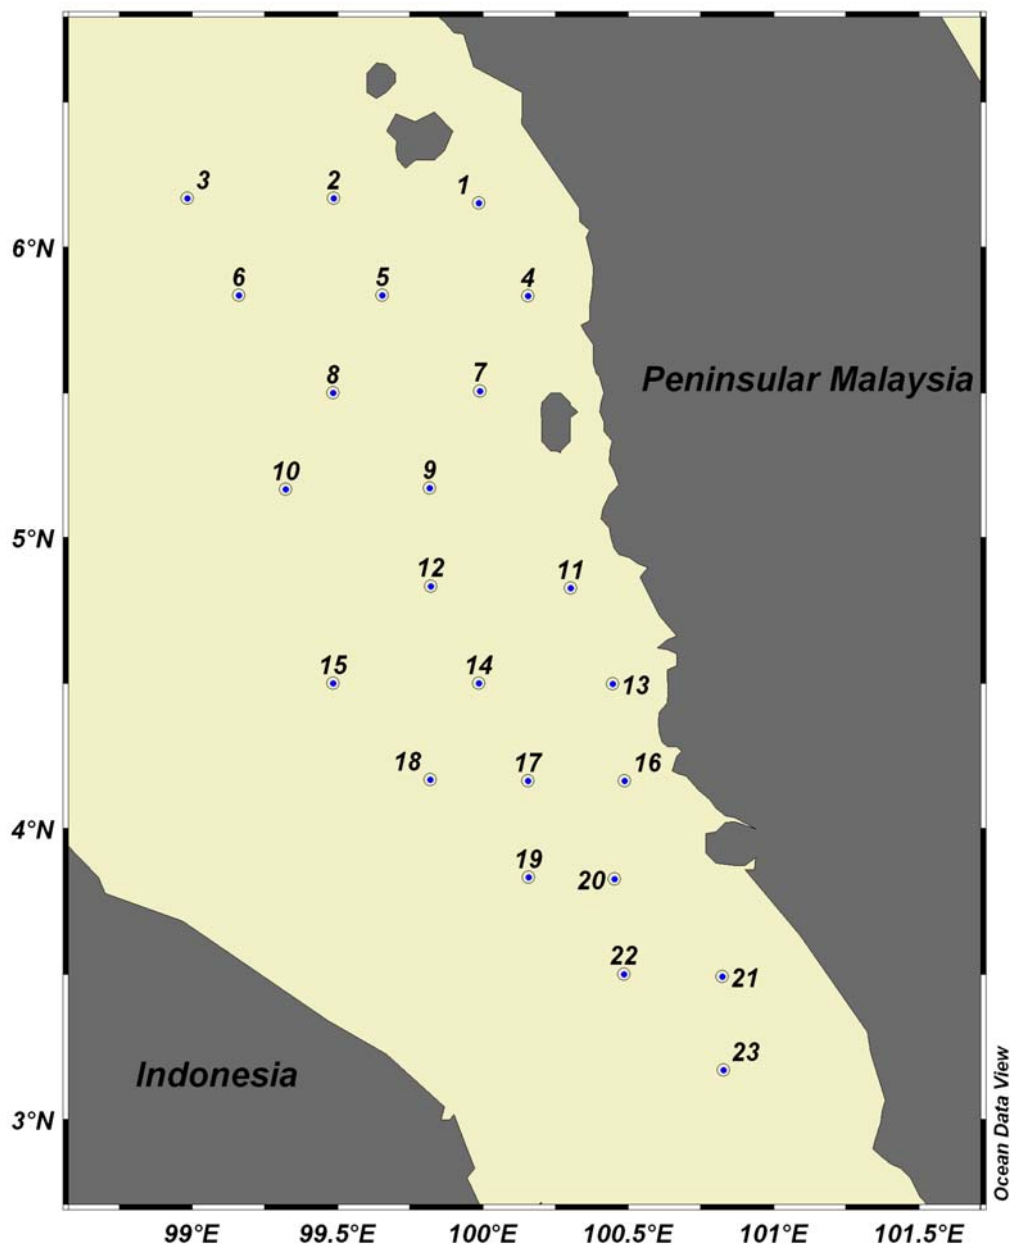 3 2 1
6°N
6 5 4
Peninsular Malaysia
8 7
10 9
5°N
12 11
15 14 13
18 17 16
4°N
19 20
22 21
23
Indonesia
3°N
Ocean Data View
99°E 99.5°E 100°E 100.5°E 101°E 101.5°E